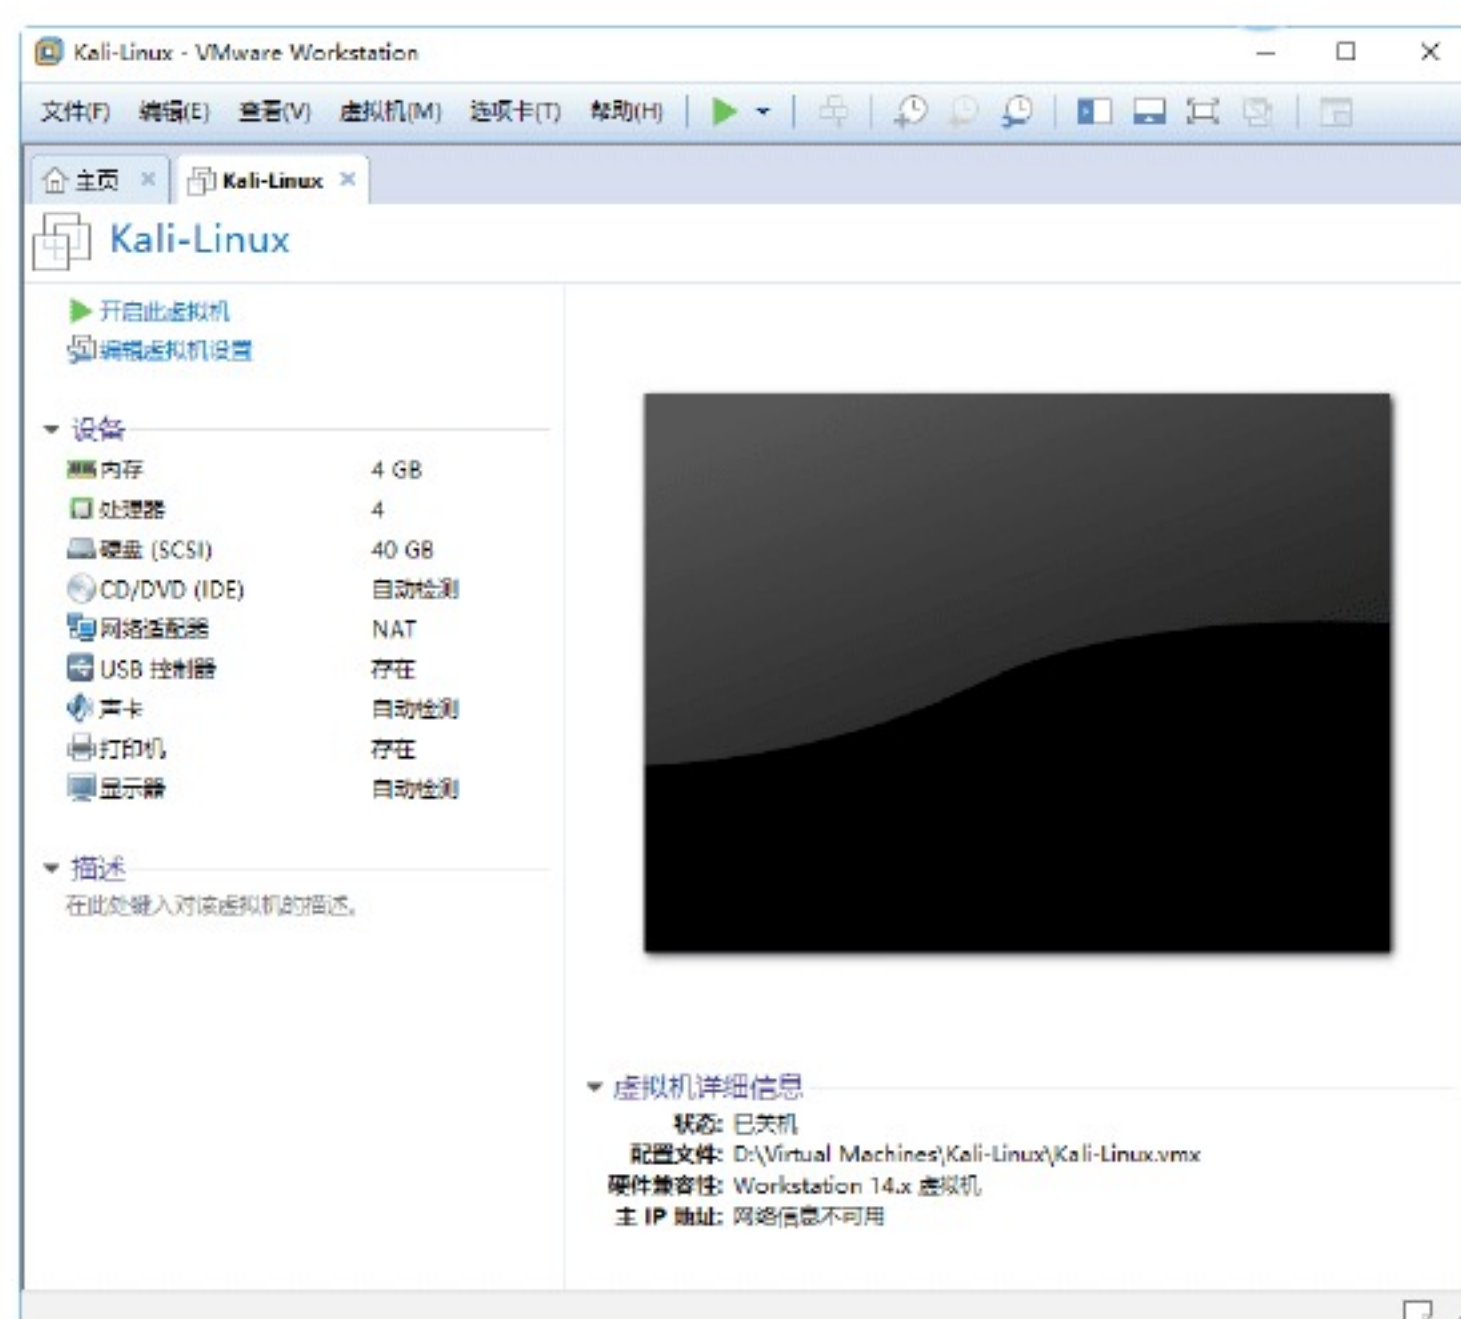 Kali-Linux - VMware Workstation
文件(F) 编辑(E) 查看(V) 虚拟机(M) 选项卡(T) 帮助(H)
主页 Kali-Linux
Kali-Linux
开启此虚拟机
编辑虚拟机设置
设备
内存 4 GB
处理器 4
硬盘 (SCSI) 40 GB
CD/DVD (IDE) 自动检测
网络适配器 NAT
USB 控制器 存在
声卡 自动检测
打印机 存在
显示器 自动检测
描述
在此处键入对该虚拟机的描述。
虚拟机详细信息
状态: 已关机
配置文件: D:\Virtual Machines\Kali-Linux\Kali-Linux.vmx
硬件兼容性: Workstation 14.x 虚拟机
主 IP 地址: 网络信息不可用